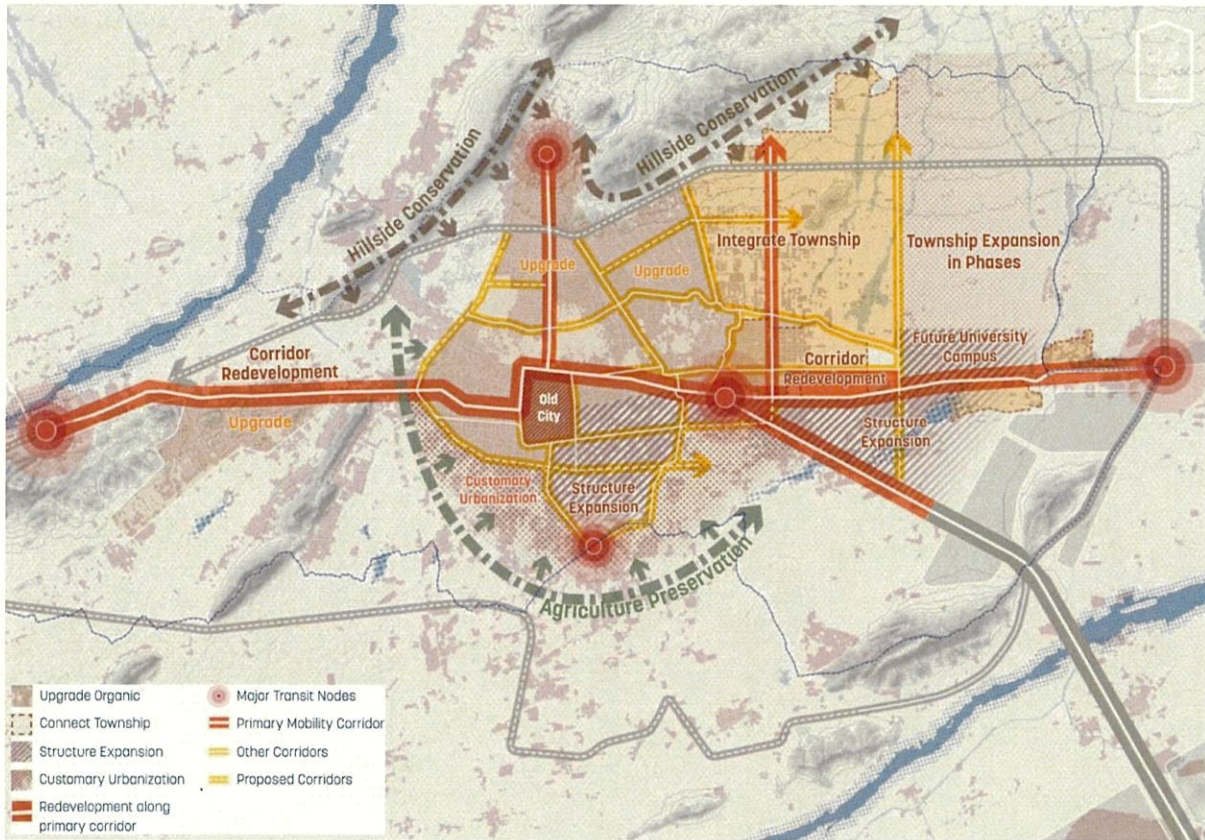 Hillside Conservation
Hillside Conservation
Integrate Township
Township Expansion
in Phases
Upgrade
Upgrade
Future University
Campus
Corridor
Redevelopment
Corridor
Redevelopment
Upgrade
Old
City
Structure
Expansion
Customary
Urbanization
Structure
Expansion
Agriculture Preservation
Upgrade Organic
Connect Township
Structure Expansion
Customary Urbanization
Redevelopment along
primary corridor
Major Transit Nodes
Primary Mobility Corridor
Other Corridors
Proposed Corridors